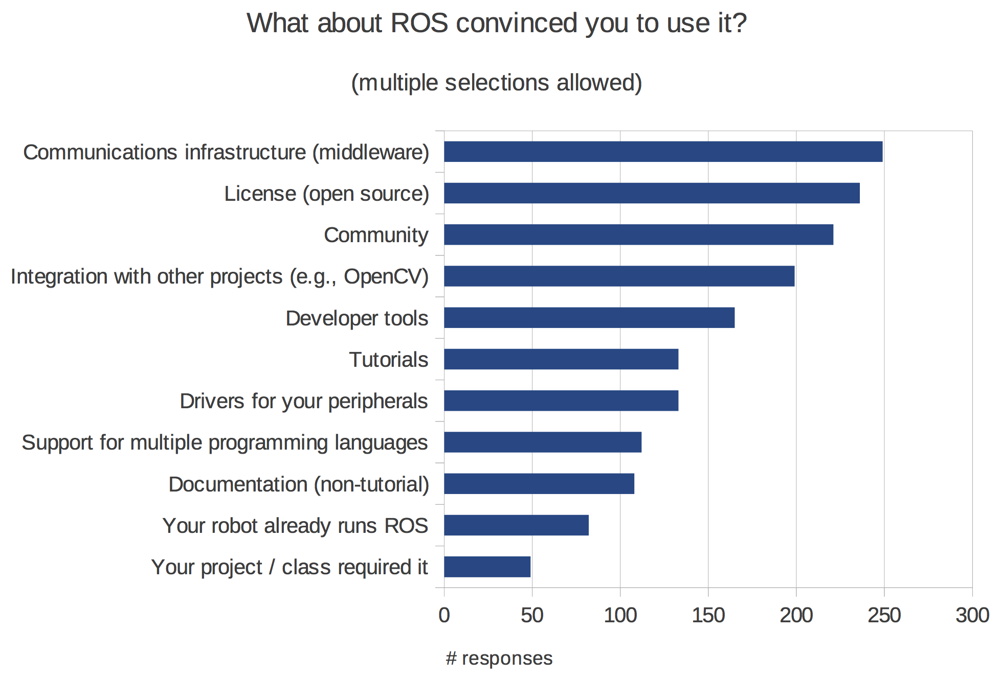 What about ROS convinced you to use it?
(multiple selections allowed)
Communications infrastructure (middleware)
License (open source)
Community
Integration with other projects (e.g., OpenCV)
Developer tools
Tutorials
Drivers for your peripherals
Support for multiple programming languages
Documentation (non-tutorial)
Your robot already runs ROS
Your project / class required it
0 50 100 150 200 250 300
# responses